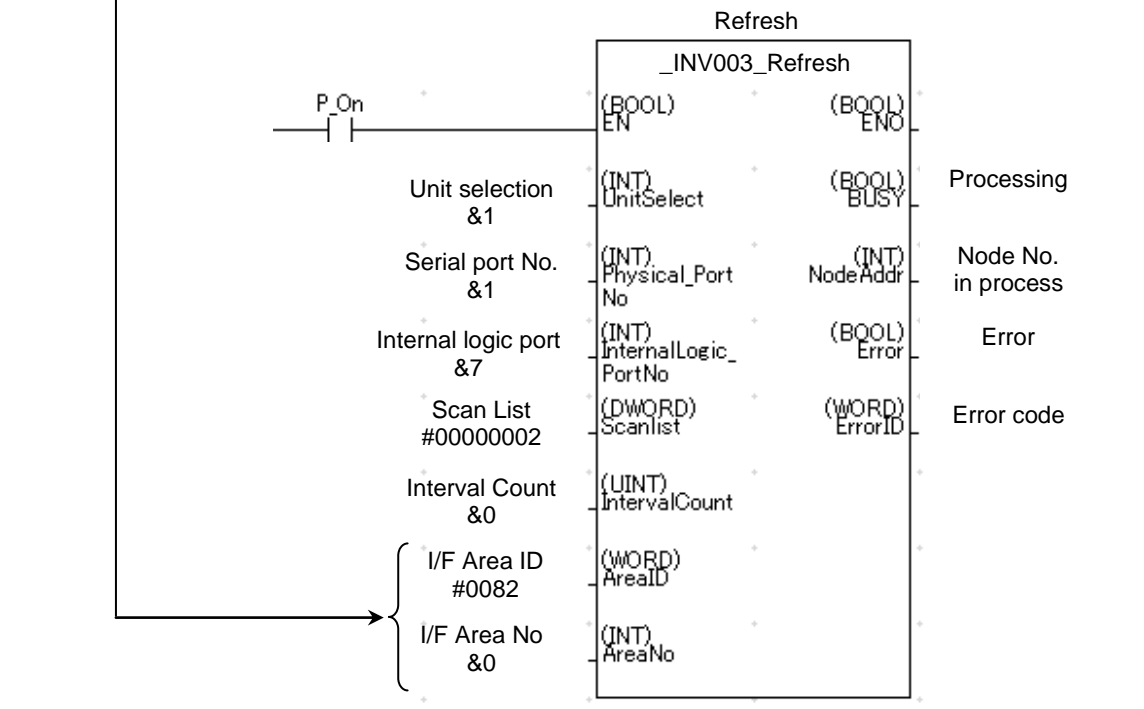 Refresh
_INV003_Refresh
P_On
(BOOL)
EN
(BOOL)
ENO
Unit selection
&1
(INT)
UnitSelect
(BOOL)
BUSY
Processing
Serial port No.
&1
(INT)
Physical_Port
No
(INT)
NodeAddr
Node No.
in process
Internal logic port
&7
(INT)
InternalLogic_
PortNo
(BOOL)
Error
Error
Scan List
#00000002
(DWORD)
Scanlist
(WORD)
ErrorID
Error code
Interval Count
&0
(UINT)
IntervalCount
I/F Area ID
#0082
(WORD)
AreaID
I/F Area No
&0
(INT)
AreaNo